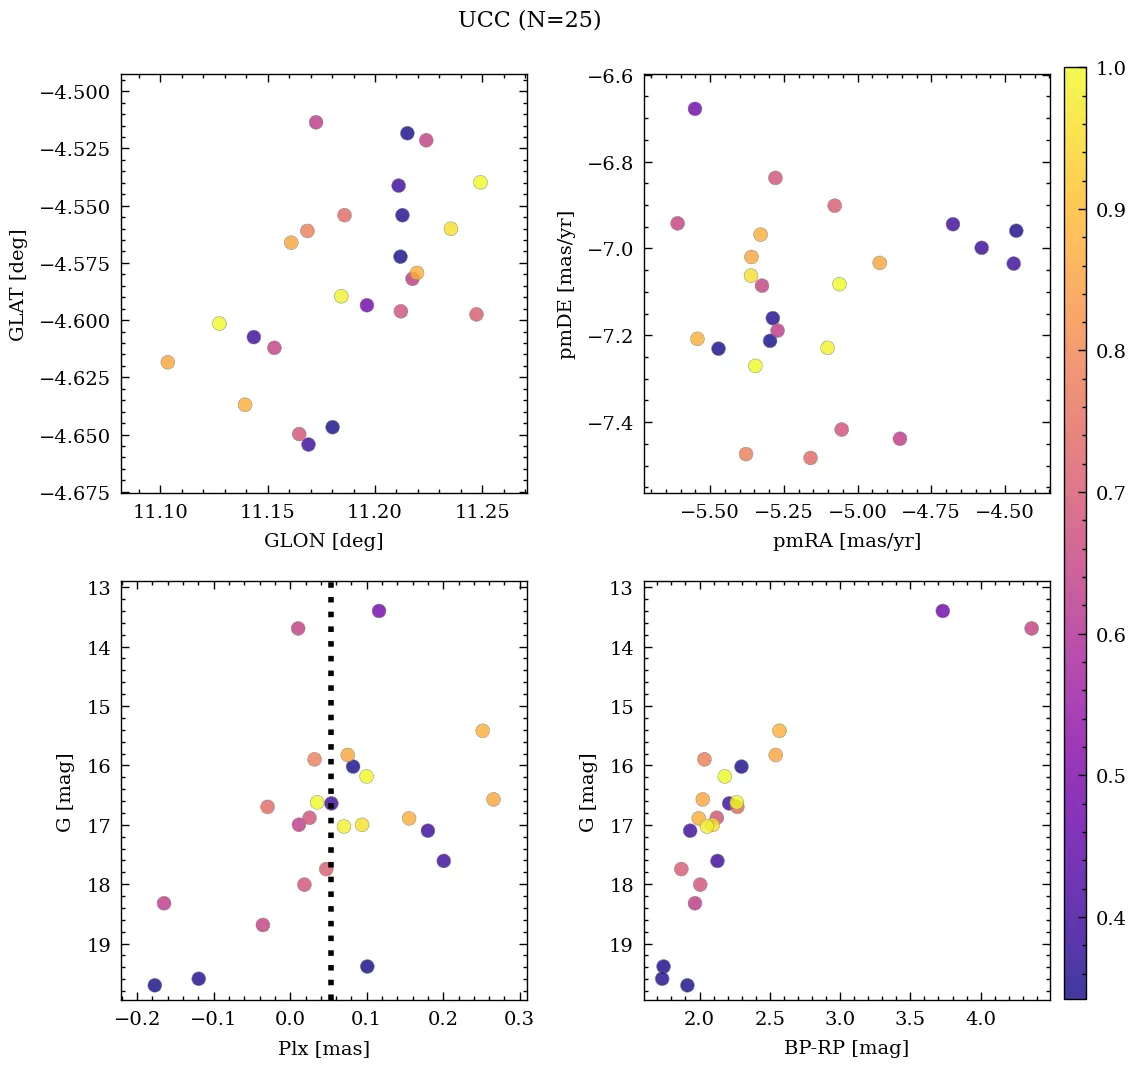 UCC (N=25)
−4.500
−4.525
−4.550
−4.575
−4.600
−4.625
−4.650
−4.675
GLAT [deg]
11.10 11.15 11.20 11.25
GLON [deg]
−6.6
−6.8
−7.0
−7.2
−7.4
pmDE [mas/yr]
−5.50 −5.25 −5.00 −4.75 −4.50
pmRA [mas/yr]
13
14
15
16
17
18
19
G [mag]
−0.2 −0.1 0.0 0.1 0.2 0.3
Plx [mas]
13
14
15
16
17
18
19
G [mag]
2.0 2.5 3.0 3.5 4.0
BP-RP [mag]
1.0
0.9
0.8
0.7
0.6
0.5
0.4